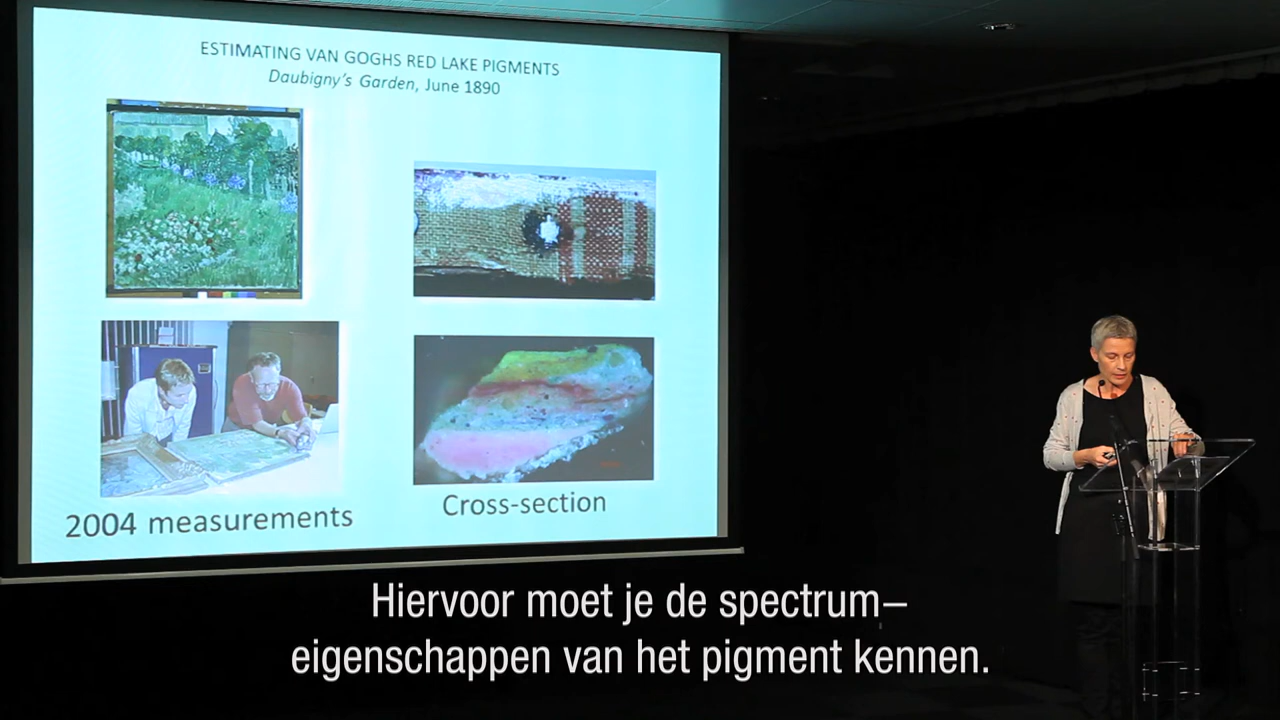 ESTIMATING VAN GOGHS RED LAKE PIGMENTS
Daubigny's Garden, June 1890
2004 measurements
Cross-section
Hiervoor moet je de spectrum–
eigenschappen van het pigment kennen.